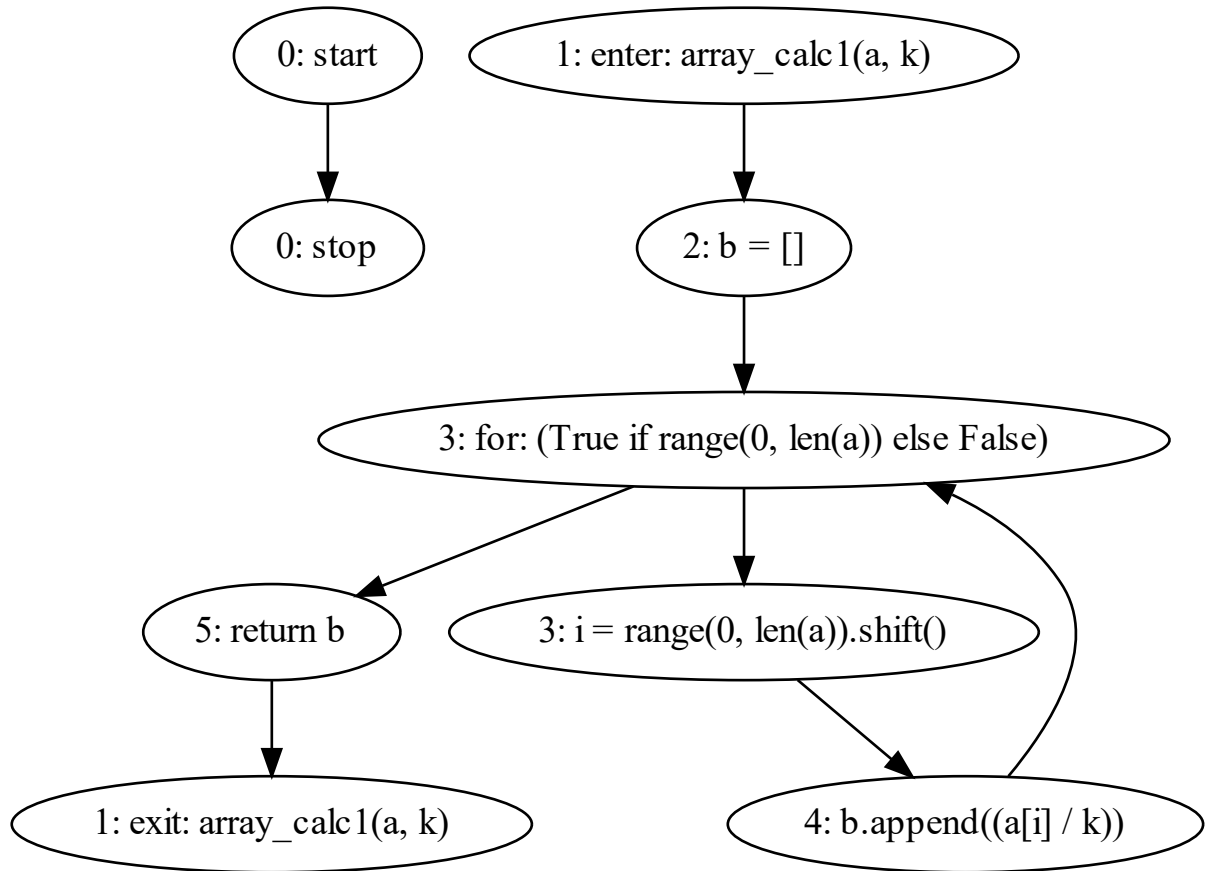 0: start
1: enter: array_calc1(a, k)
0: stop
2: b = []
3: for: (True if range(0, len(a)) else False)
5: return b
3: i = range(0, len(a)).shift()
1: exit: array_calc1(a, k)
4: b.append((a[i] / k))